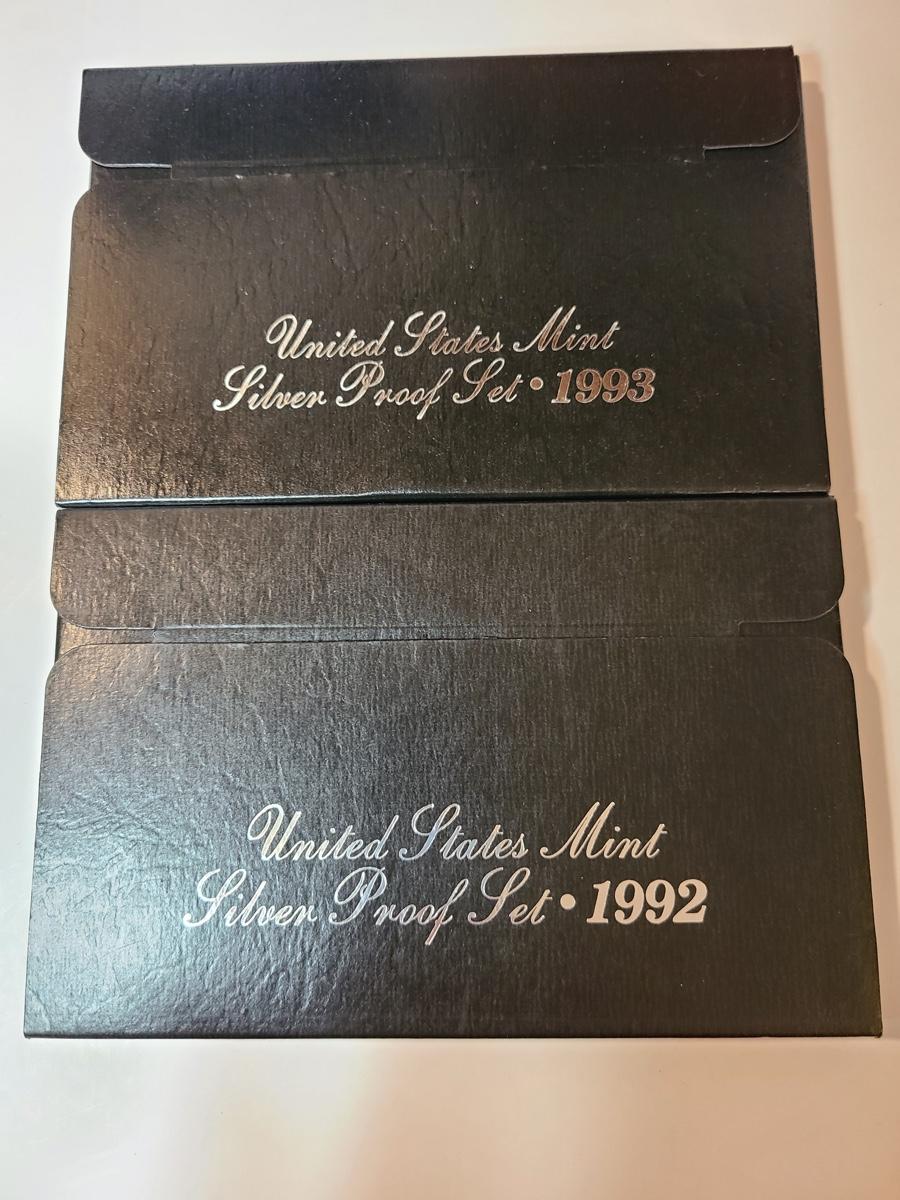 United States Mint
Silver Proof Set • 1993
United States Mint
Silver Proof Set • 1992